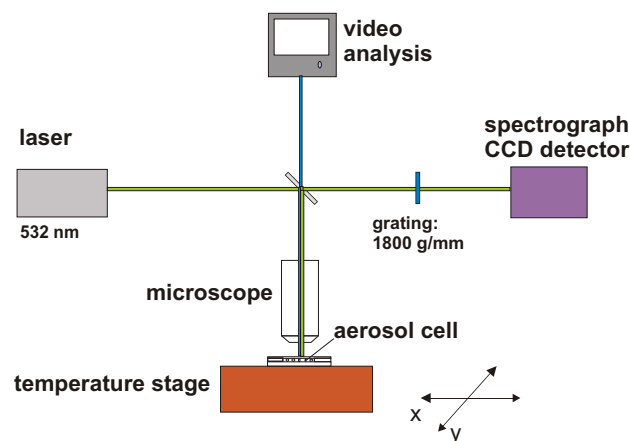 video
analysis
laser
532 nm
spectrograph
CCD detector
grating:
1800 g/mm
microscope
aerosol cell
temperature stage
x
y